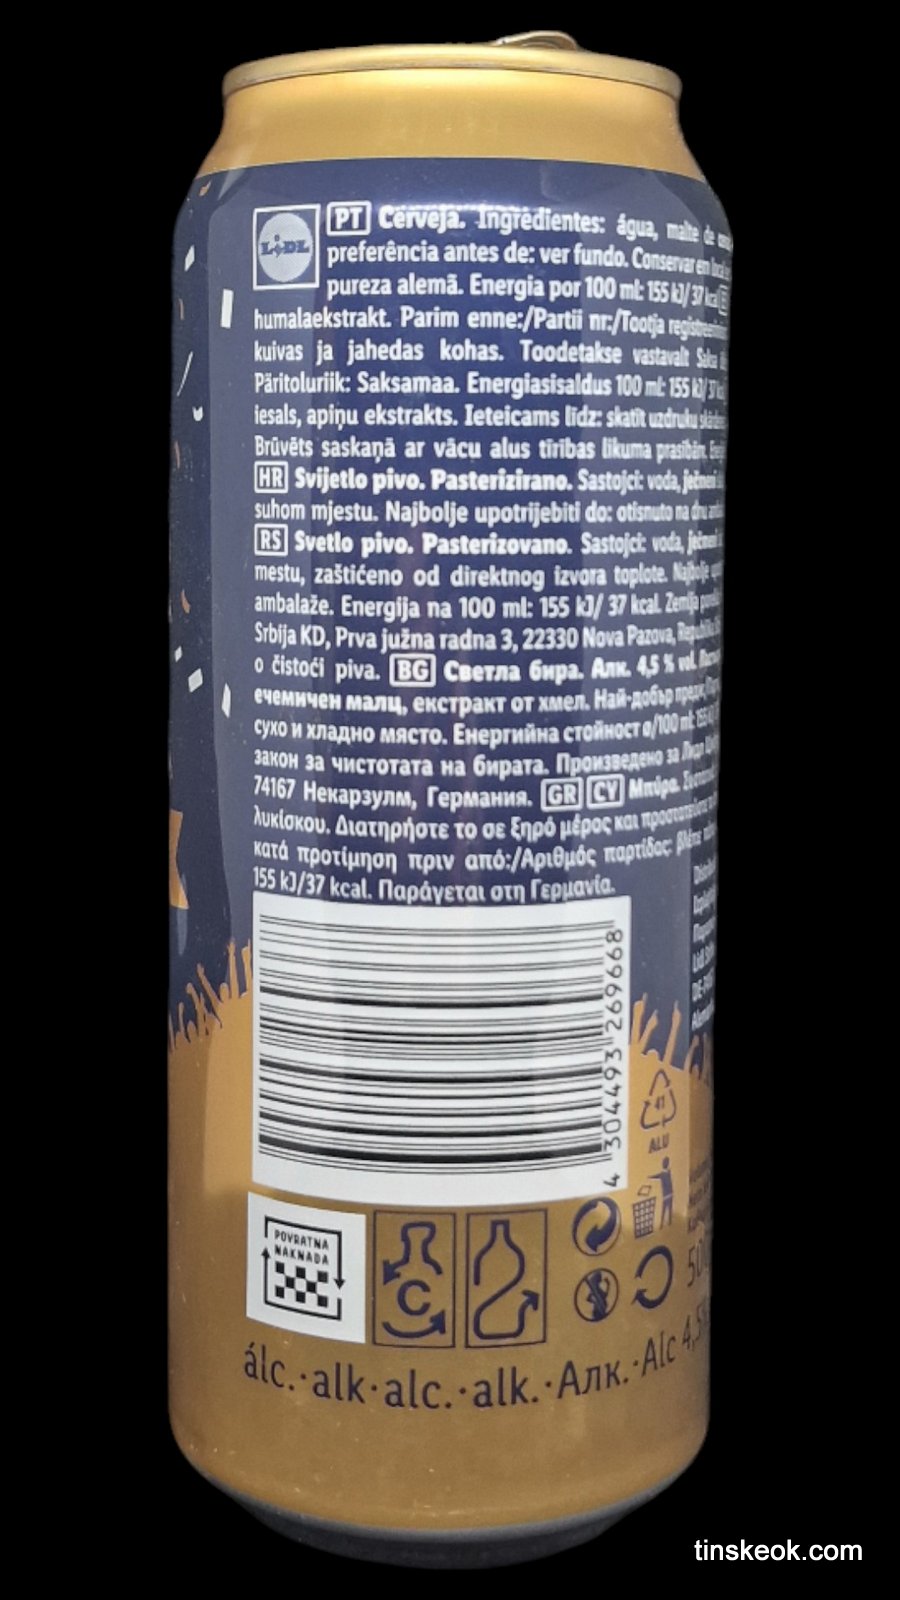 LIDL
PT Cerveja. Ingredientes: água, malte de
preferência antes de: ver fundo. Conservar em local
pureza alemã. Energia por 100 ml: 155 kJ/ 37 kcal
humalaekstrakt. Parim enne:/Partii nr:/Tootja
kuivas ja jahedas kohas. Toodetakse vastavalt Saksa
Päritoluriik: Saksamaa. Energiasisaldus 100 ml: 155 kJ/ 37
iesals, apiņu ekstrakts. Ieteicams līdz: skatīt uzdruku
Brūvēts saskaņā ar vācu alus tīrības likuma prasībām.
HR Svijetlo pivo. Pasterizirano. Sastojci: voda, ječmeni
suhom mjestu. Najbolje upotrijebiti do: otisnuto na dnu
RS Svetlo pivo. Pasterizovano. Sastojci: voda, ječmeni
mestu, zaštićeno od direktnog izvora toplote. Najbolje
ambalaže. Energija na 100 ml: 155 kJ/ 37 kcal. Zemlja
Srbija KD, Prva južna radna 3, 22330 Nova Pazova,
o čistoći piva. BG Светла бира. Алк. 4,5 % vol.
ечемичен малц, екстракт от хмел. Най-добър
сухо и хладно място. Енергийна стойност ø/100 ml:
закон за чистотата на бирата. Произведено за Лидл
74167 Некарзулм, Германия. GR CY Μπύρα.
λυκίσκου. Διατηρήστε το σε ξηρό μέρος και
κατά προτίμηση πριν από:/Αριθμός παρτίδας:
155 kJ/37 kcal. Παράγεται στη Γερμανία.
4 304493 269668
41
ALU
POVRATNA
NAKNADA
C
álc.·alk·alc.·alk.·Алк.·Alc 4,5
tinskeok.com